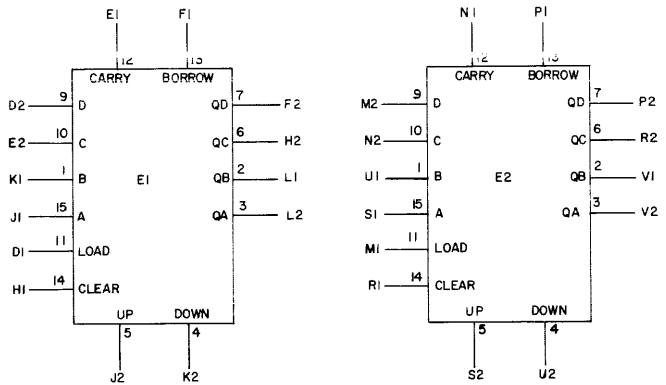 E1 F1 N1 P1
12 13 12 13
CARRY BORROW CARRY BORROW
D2 9 D QD 7 F2 M2 9 D QD 7 P2
E2 10 C QC 6 H2 N2 10 C QC 6 R2
K1 1 B E1 QB 2 L1 U1 1 B E2 QB 2 V1
J1 15 A QA 3 L2 S1 15 A QA 3 V2
D1 11 LOAD M1 11 LOAD
H1 14 CLEAR R1 14 CLEAR
UP DOWN UP DOWN
5 4 5 4
J2 K2 S2 U2